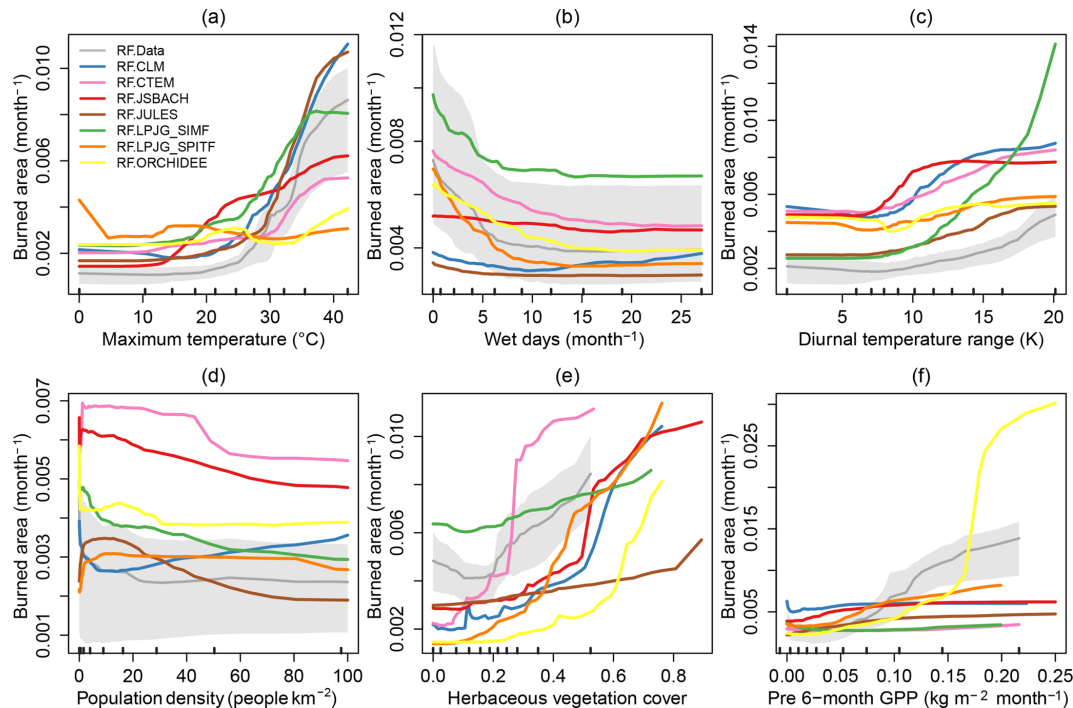 (a)
Burned area (month⁻¹)
0.002 0.006 0.010
RF.Data
RF.CLM
RF.CTEM
RF.JSBACH
RF.JULES
RF.LPJG_SIMF
RF.LPJG_SPITF
RF.ORCHIDEE
0 10 20 30 40
Maximum temperature (°C)
(b)
Burned area (month⁻¹)
0.004 0.008 0.012
0 5 10 15 20 25
Wet days (month⁻¹)
(c)
Burned area (month⁻¹)
0.002 0.006 0.010 0.014
5 10 15 20
Diurnal temperature range (K)
(d)
Burned area (month⁻¹)
0.001 0.003 0.005 0.007
0 20 40 60 80 100
Population density (people km⁻²)
(e)
Burned area (month⁻¹)
0.002 0.006 0.010
0.0 0.2 0.4 0.6 0.8
Herbaceous vegetation cover
(f)
Burned area (month⁻¹)
0.005 0.015 0.025
0.00 0.05 0.10 0.15 0.20 0.25
Pre 6−month GPP (kg m⁻² month⁻¹)